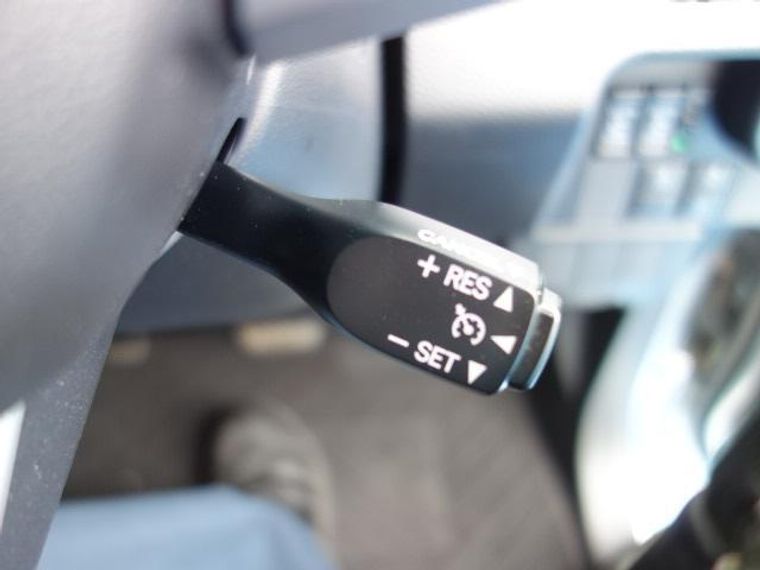 + RES ▲
◀
− SET ▼